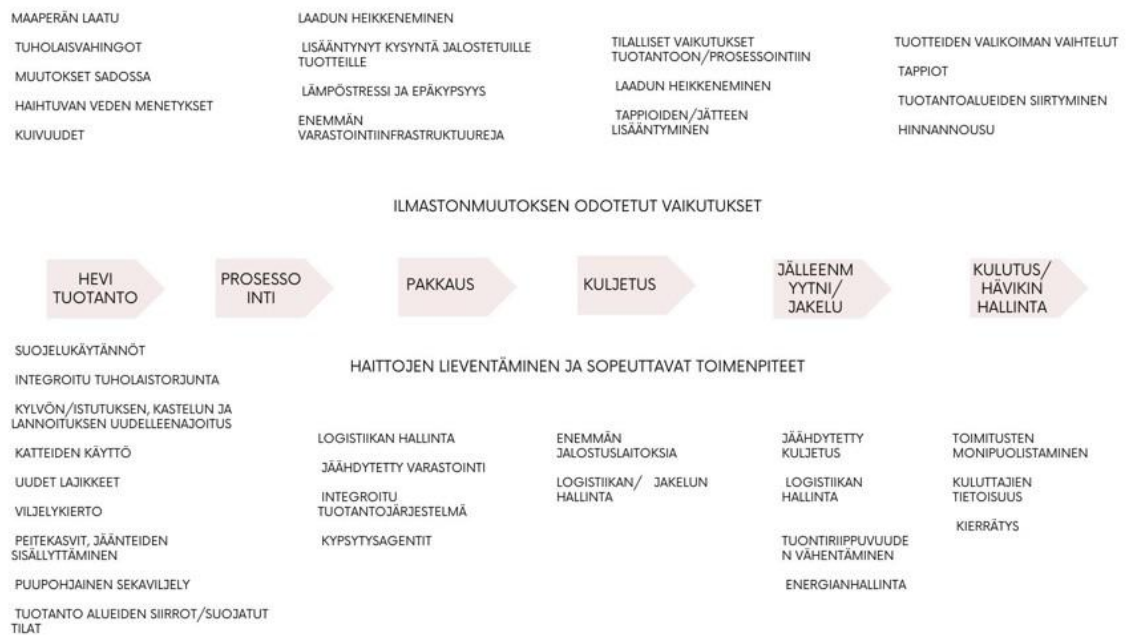 MAAPERÄN LAATU
TUHOLAISVAHINGOT
MUUTOKSET SADOSSA
HAIHTUVAN VEDEN MENETYKSET
KUIVUUDET
LAADUN HEIKKENEMINEN
LISÄÄNTYNYT KYSYNTÄ JALOSTETUILLE
TUOTTEILLE
LÄMPÖSTRESSI JA EPÄKYPSYYS
ENEMMÄN
VARASTOINTIINFRASTRUKTUUREJA
TILALLISET VAIKUTUKSET
TUOTANTOON/PROSESSOINTIIN
LAADUN HEIKKENEMINEN
TAPPIOIDEN/JÄTTEEN
LISÄÄNTYMINEN
TUOTTEIDEN VALIKOIMAN VAIHTELUT
TAPPIOT
TUOTANTOALUEIDEN SIIRTYMINEN
HINNANNOUSU
ILMASTONMUUTOKSEN ODOTETUT VAIKUTUKSET
HEVI
TUOTANTO
PROSESSO
INTI
PAKKAUS
KULJETUS
JÄLLEENM
YYTNI/
JAKELU
KULUTUS/
HÄVIKIN
HALLINTA
HAITTOJEN LIEVENTÄMINEN JA SOPEUTTAVAT TOIMENPITEET
SUOJELUKÄYTÄNNÖT
INTEGROITU TUHOLAISTORJUNTA
KYLVÖN/ISTUTUKSEN, KASTELUN JA
LANNOITUKSEN UUDELLEENAJOITUS
KATTEIDEN KÄYTTÖ
UUDET LAJIKKEET
VILJELYKIERTO
PEITEKASVIT, JÄÄNTEIDEN
SISÄLLYTTÄMINEN
PUUPOHJAINEN SEKAVILJELY
TUOTANTO ALUEIDEN SIIRROT/SUOJATUT
TILAT
LOGISTIIKAN HALLINTA
JÄÄHDYTETTY VARASTOINTI
INTEGROITU
TUOTANTOJÄRJESTELMÄ
KYPSYTYSAGENTIT
ENEMMÄN
JALOSTUSLAITOKSIA
LOGISTIIKAN/ JAKELUN
HALLINTA
JÄÄHDYTETTY
KULJETUS
LOGISTIIKAN
HALLINTA
TUONTIRIIPPUVUUDE
N VÄHENTÄMINEN
ENERGIANHALLINTA
TOIMITUSTEN
MONIPUOLISTAMINEN
KULUTTAJIEN
TIETOISUUS
KIERRÄTYS